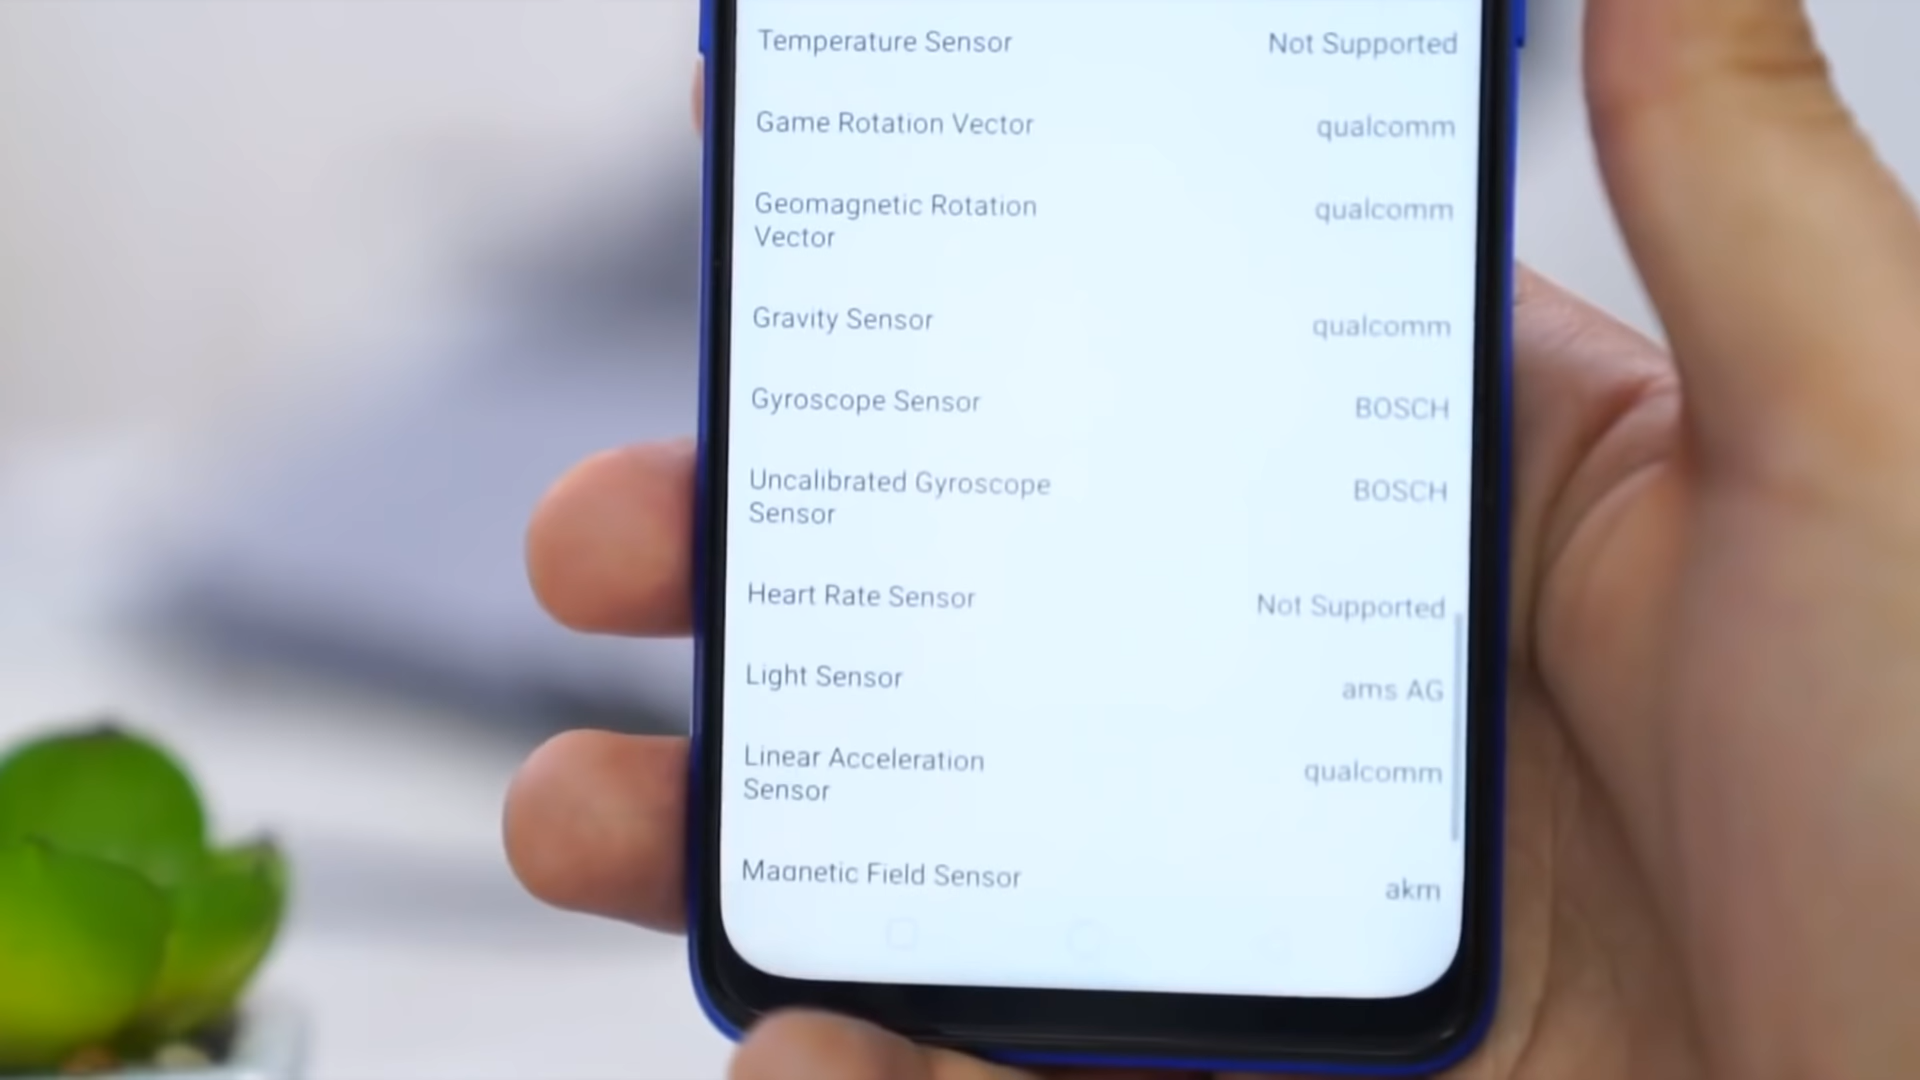 Temperature Sensor Not Supported
Game Rotation Vector qualcomm
Geomagnetic Rotation qualcomm
Vector
Gravity Sensor qualcomm
Gyroscope Sensor BOSCH
Uncalibrated Gyroscope BOSCH
Sensor
Heart Rate Sensor Not Supported
Light Sensor ams AG
Linear Acceleration qualcomm
Sensor
Magnetic Field Sensor akm